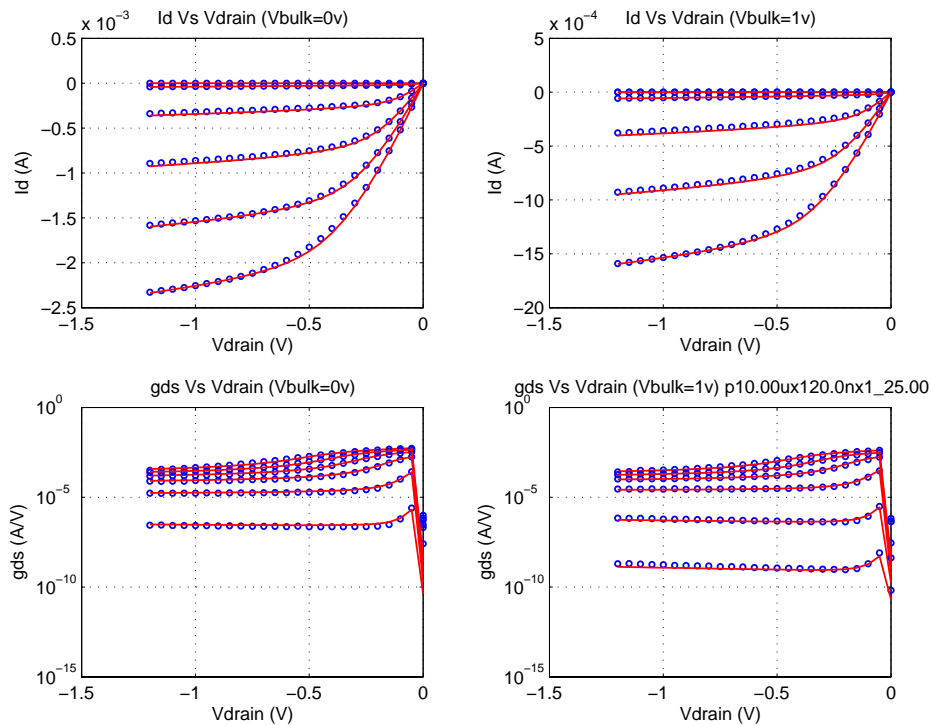 x 10⁻³ Id Vs Vdrain (Vbulk=0v)
0.5
0
−0.5
−1
−1.5
−2
−2.5
Id (A)
−1.5 −1 −0.5 0
Vdrain (V)
x 10⁻⁴ Id Vs Vdrain (Vbulk=1v)
5
0
−5
−10
−15
−20
Id (A)
−1.5 −1 −0.5 0
Vdrain (V)
gds Vs Vdrain (Vbulk=0v)
10⁰
10⁻⁵
10⁻¹⁰
10⁻¹⁵
gds (A/V)
−1.5 −1 −0.5 0
Vdrain (V)
gds Vs Vdrain (Vbulk=1v) p10.00ux120.0nx1_25.00
10⁰
10⁻⁵
10⁻¹⁰
10⁻¹⁵
gds (A/V)
−1.5 −1 −0.5 0
Vdrain (V)